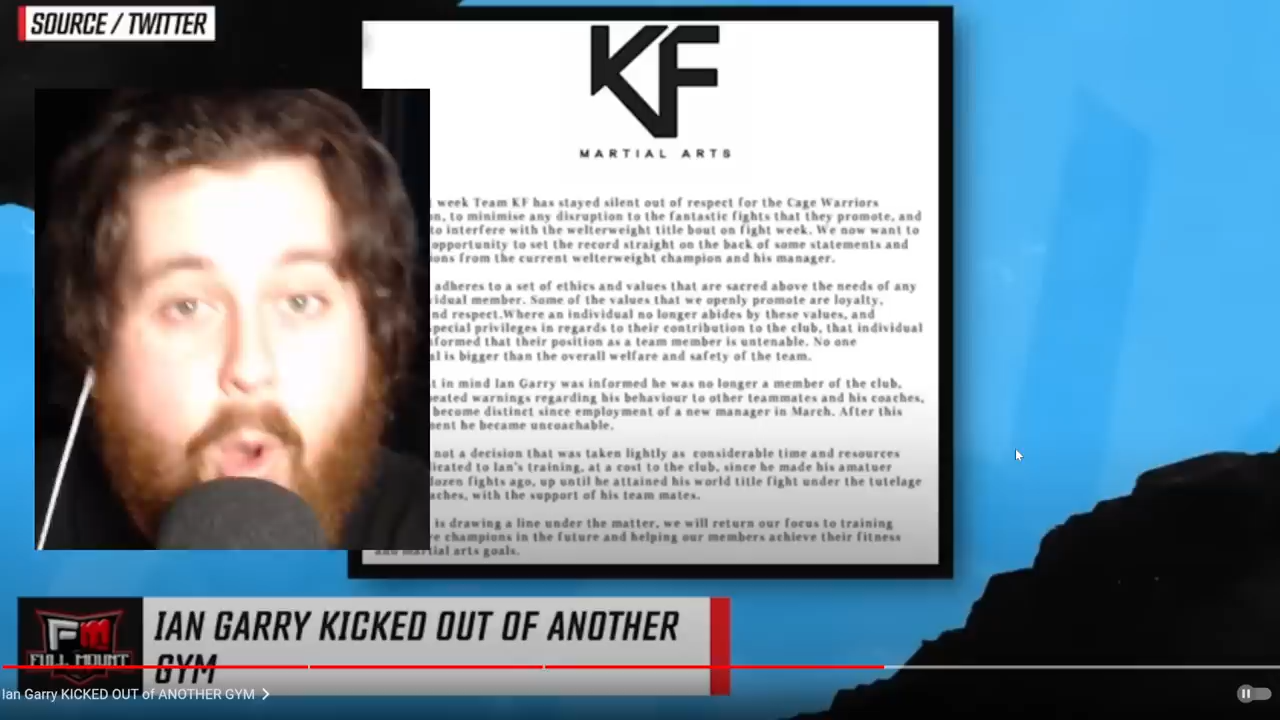 SOURCE / TWITTER
KF
MARTIAL ARTS
week Team KF has stayed silent out of respect for the Cage Warriors
n, to minimise any disruption to the fantastic fights that they promote, and
to interfere with the welterweight title bout on fight week. We now want to
opportunity to set the record straight on the back of some statements and
ons from the current welterweight champion and his manager.
adheres to a set of ethics and values that are sacred above the needs of any
idual member. Some of the values that we openly promote are loyalty,
nd respect.Where an individual no longer abides by these values, and
pecial privileges in regards to their contribution to the club, that individual
formed that their position as a team member is untenable. No one
al is bigger than the overall welfare and safety of the team.
t in mind Ian Garry was informed he was no longer a member of the club,
eated warnings regarding his behaviour to other teammates and his coaches,
become distinct since employment of a new manager in March. After this
ent he became uncoachable.
not a decision that was taken lightly as considerable time and resources
licated to Ian's training, at a cost to the club, since he made his amatuer
lozen fights ago, up until he attained his world title fight under the tutelage
aches, with the support of his team mates.
is drawing a line under the matter, we will return our focus to training
e champions in the future and helping our members achieve their fitness
and martial arts goals.
FM
FULL MOUNT
IAN GARRY KICKED OUT OF ANOTHER
GYM
Ian Garry KICKED OUT of ANOTHER GYM